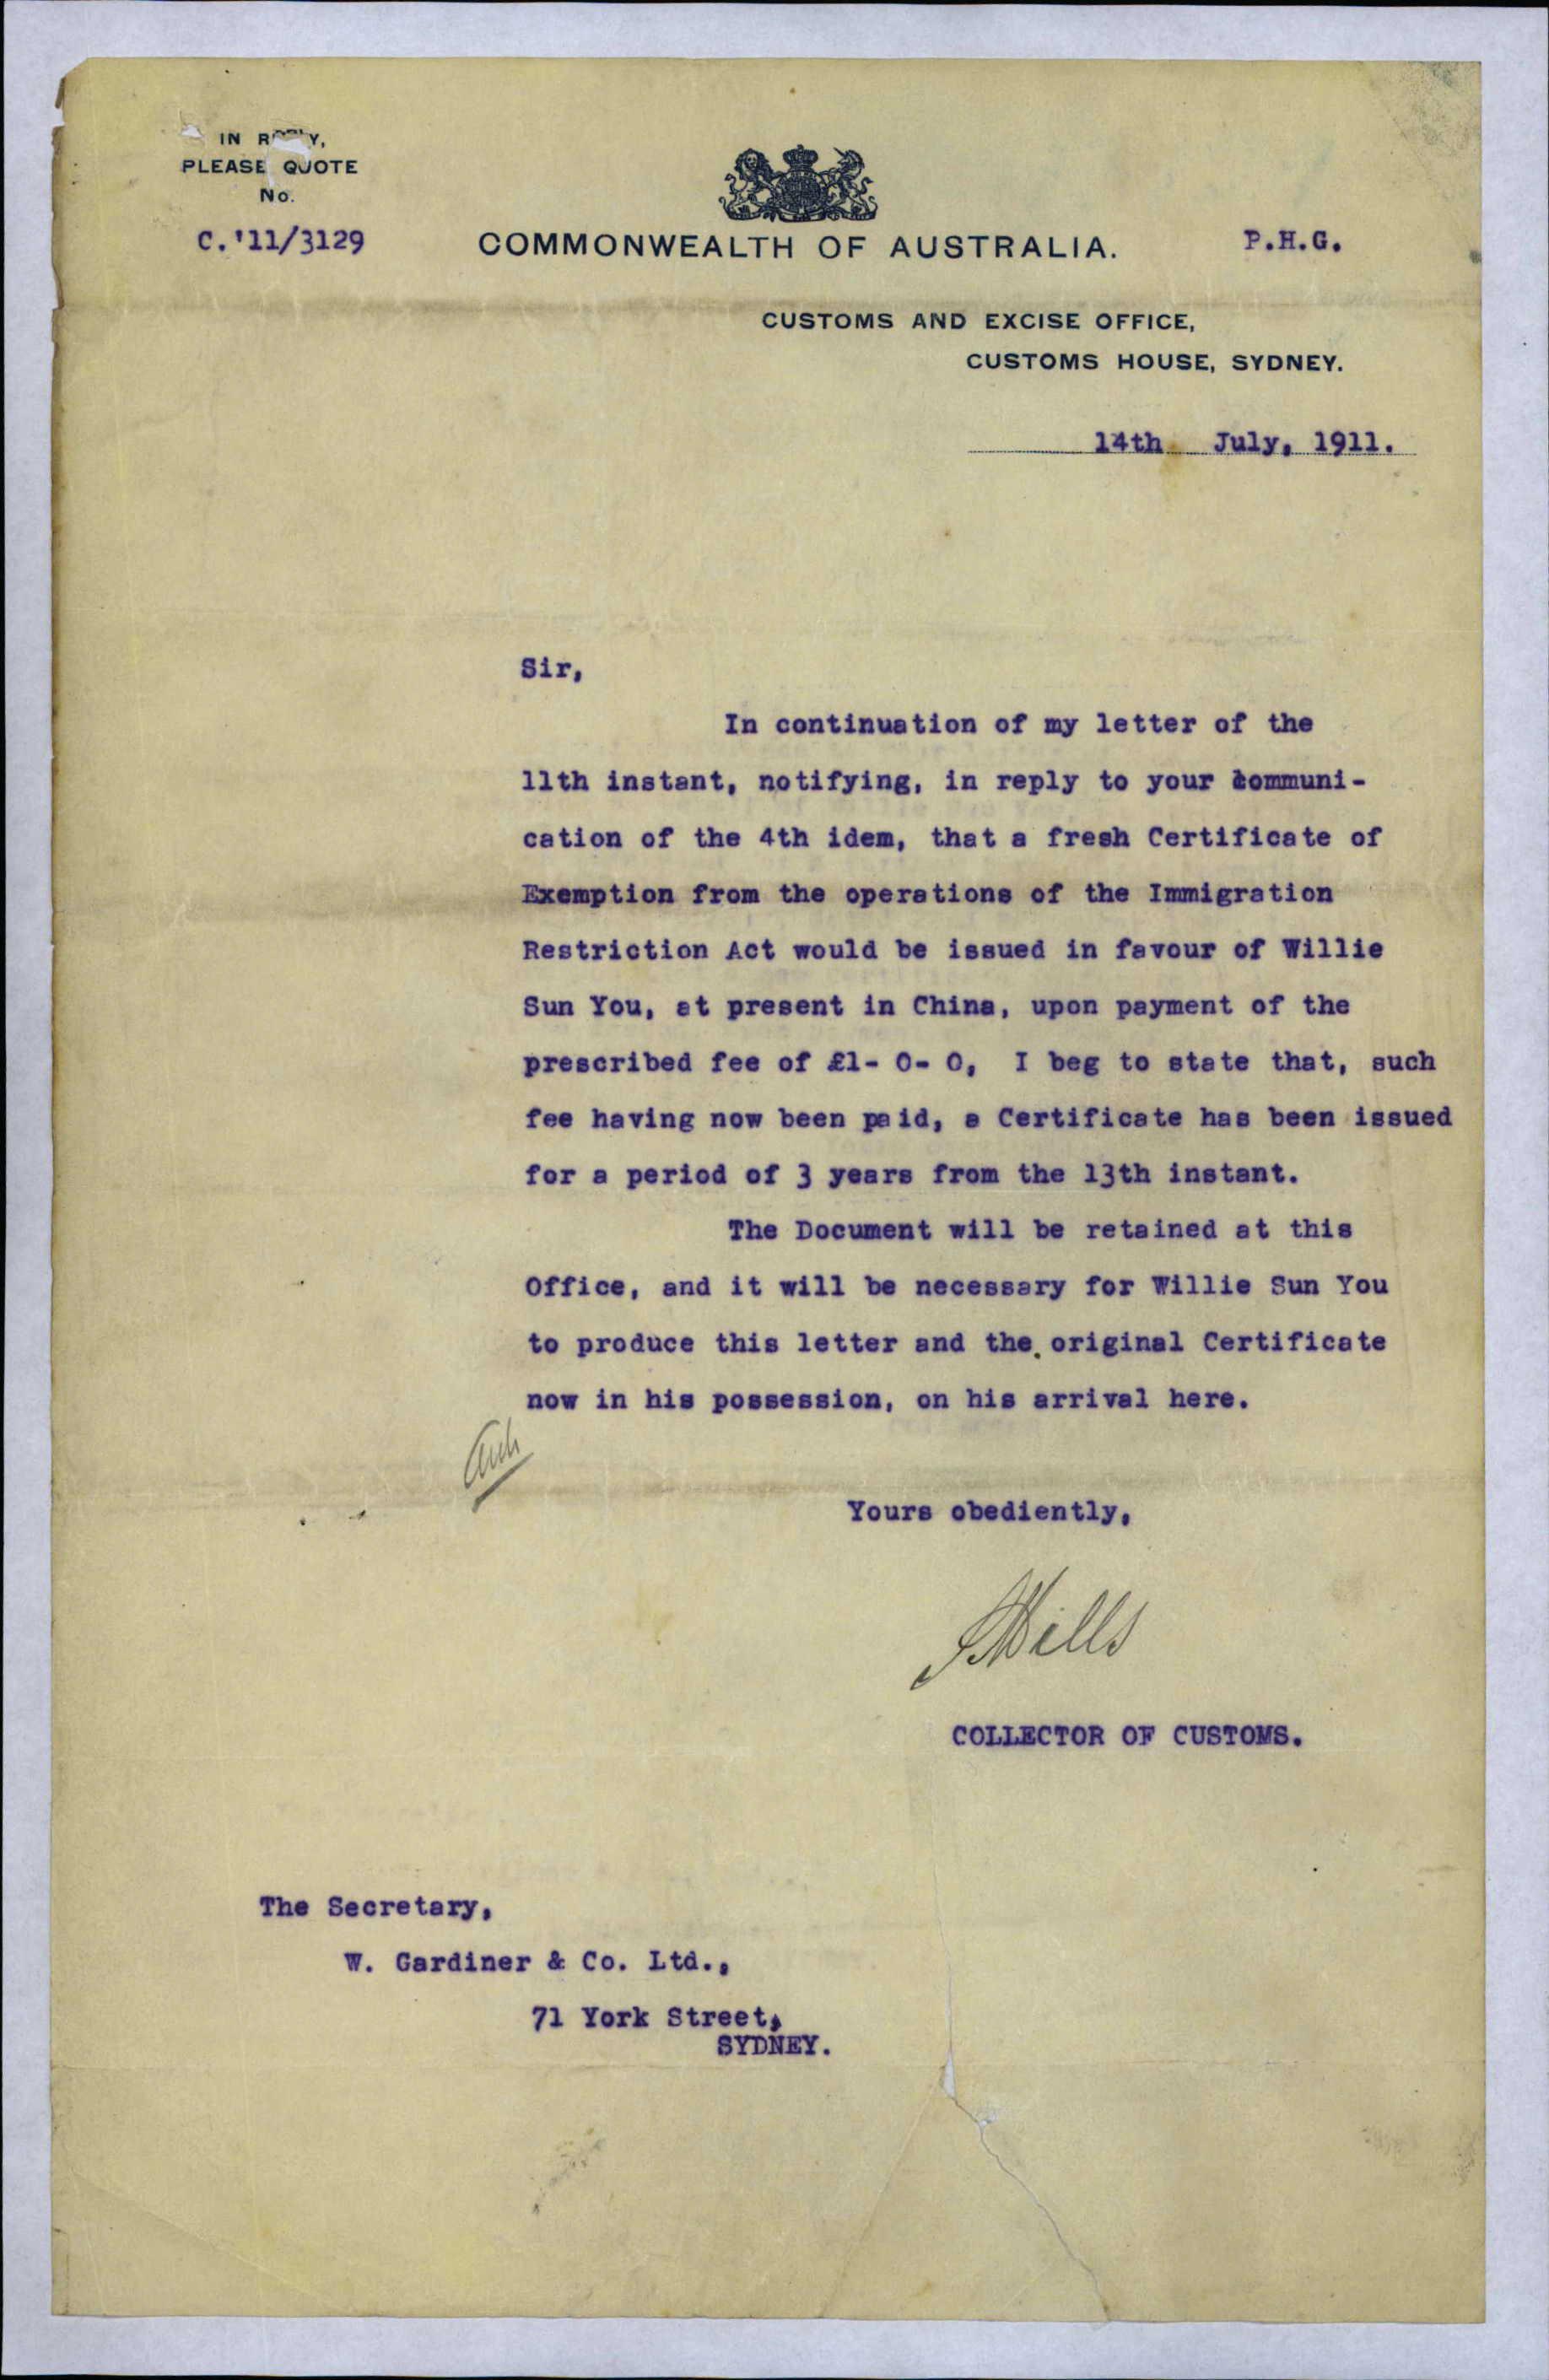 IN REPLY,
PLEASE QUOTE
No.
C.'11/3129
COMMONWEALTH OF AUSTRALIA.
P.H.G.
CUSTOMS AND EXCISE OFFICE,
CUSTOMS HOUSE, SYDNEY.
14th July, 1911.
Sir,
In continuation of my letter of the
11th instant, notifying, in reply to your communi-
cation of the 4th idem, that a fresh Certificate of
Exemption from the operations of the Immigration
Restriction Act would be issued in favour of Willie
Sun You, at present in China, upon payment of the
prescribed fee of £1- 0- 0, I beg to state that, such
fee having now been paid, a Certificate has been issued
for a period of 3 years from the 13th instant.
The Document will be retained at this
Office, and it will be necessary for Willie Sun You
to produce this letter and the original Certificate
now in his possession, on his arrival here.
Yours obediently,
Mills
COLLECTOR OF CUSTOMS.
The Secretary,
W. Gardiner & Co. Ltd.,
71 York Street,
SYDNEY.